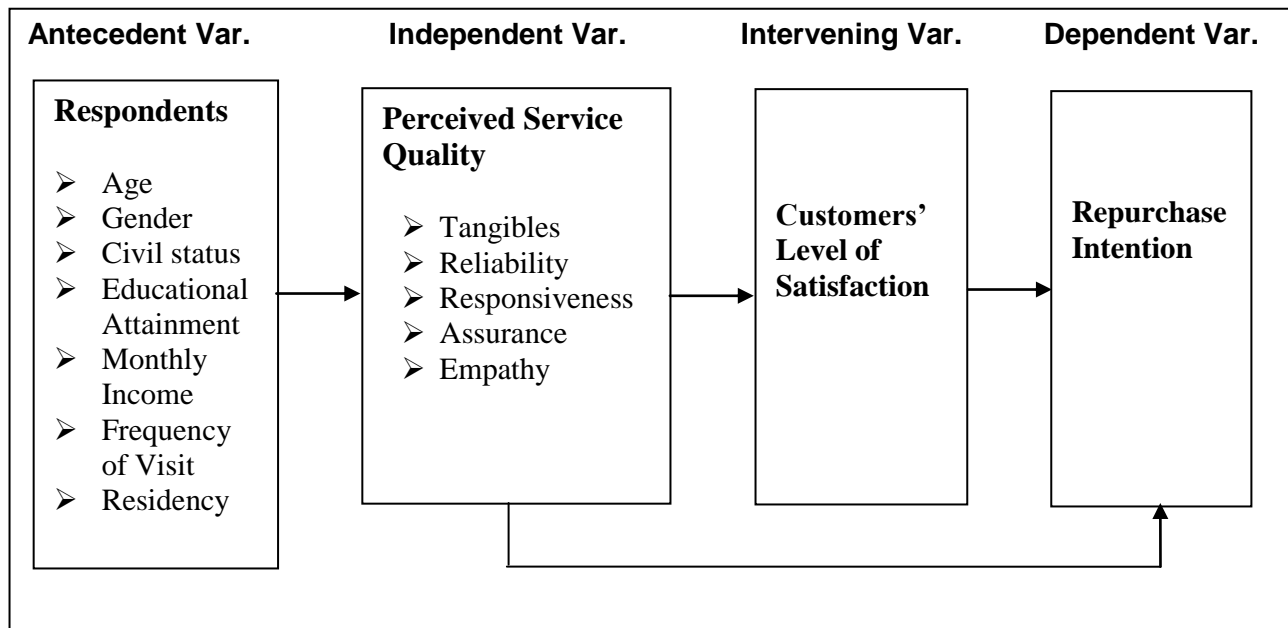 Antecedent Var.
Independent Var.
Intervening Var.
Dependent Var.
Respondents
➢ Age
➢ Gender
➢ Civil status
➢ Educational
Attainment
➢ Monthly
Income
➢ Frequency
of Visit
➢ Residency
Perceived Service
Quality
➢ Tangibles
➢ Reliability
➢ Responsiveness
➢ Assurance
➢ Empathy
Customers’
Level of
Satisfaction
Repurchase
Intention